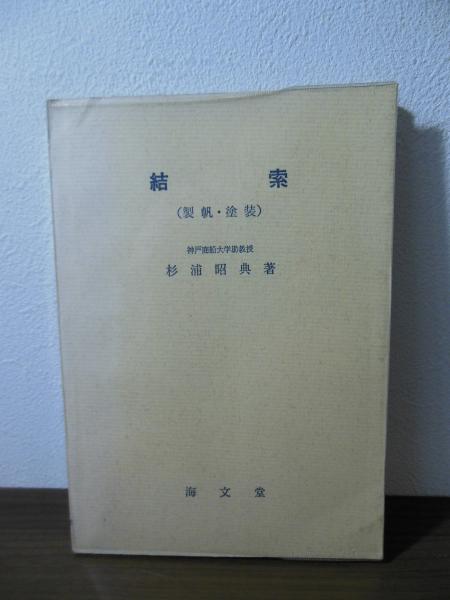 結索
(製帆・塗装)
神戸商船大学助教授
杉浦昭典著
海文堂